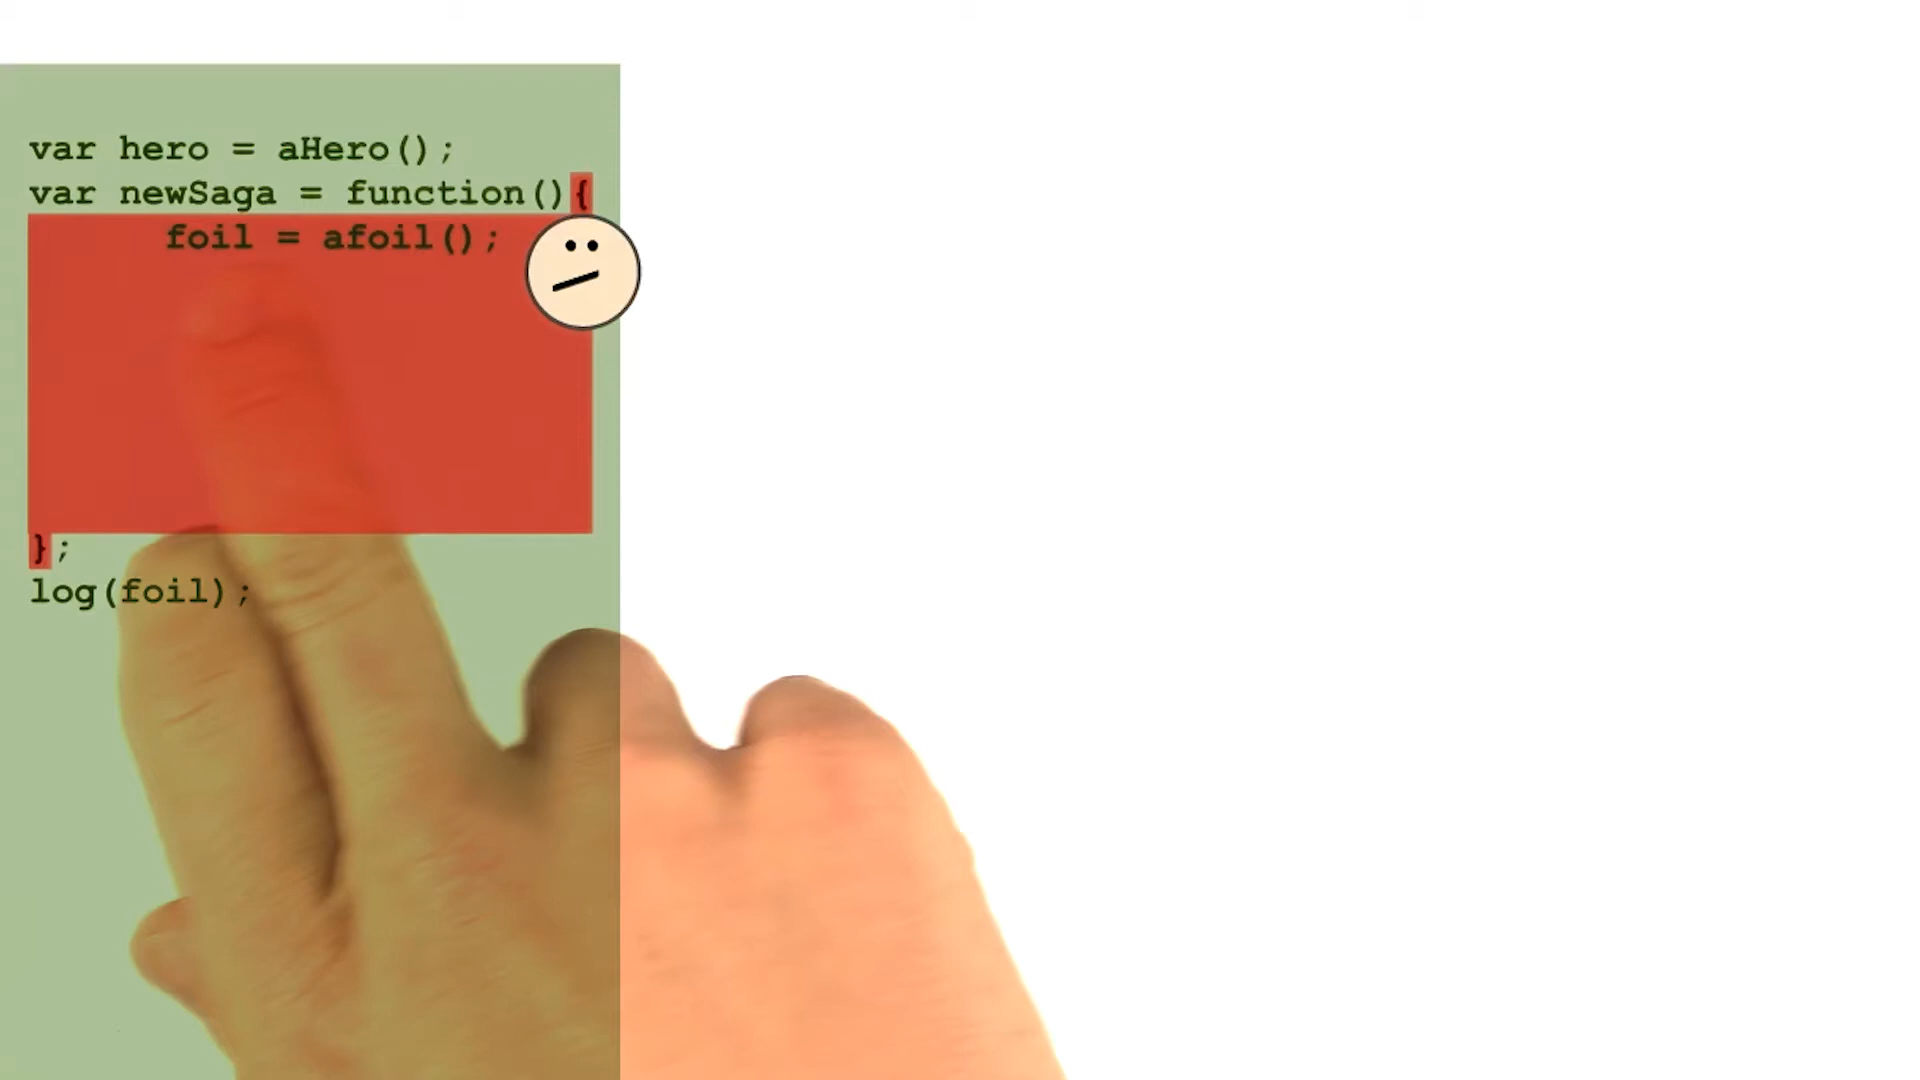 var hero = aHero();
var newSaga = function(){
foil = afoil();
};
log(foil);